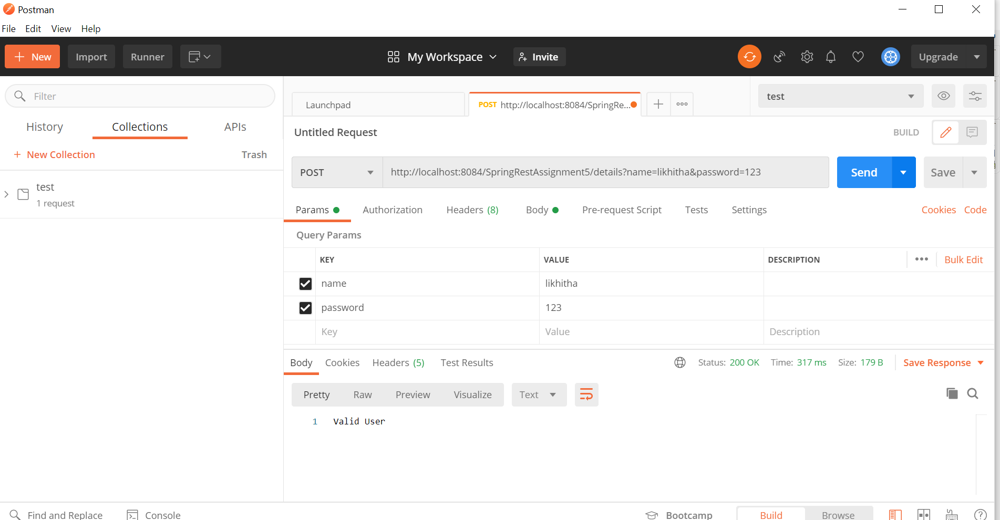 Postman
File Edit View Help
+ New Import Runner My Workspace Invite Upgrade
Filter
History Collections APIs
+ New Collection Trash
test
1 request
Launchpad POST http://localhost:8084/SpringRe... test
Untitled Request BUILD
POST http://localhost:8084/SpringRestAssignment5/details?name=likhitha&password=123 Send Save
Params Authorization Headers (8) Body Pre-request Script Tests Settings Cookies Code
Query Params
KEY VALUE DESCRIPTION ••• Bulk Edit
name likhitha
password 123
Key Value Description
Body Cookies Headers (5) Test Results Status: 200 OK Time: 317 ms Size: 179 B Save Response
Pretty Raw Preview Visualize Text
1 Valid User
Find and Replace Console Bootcamp Build Browse